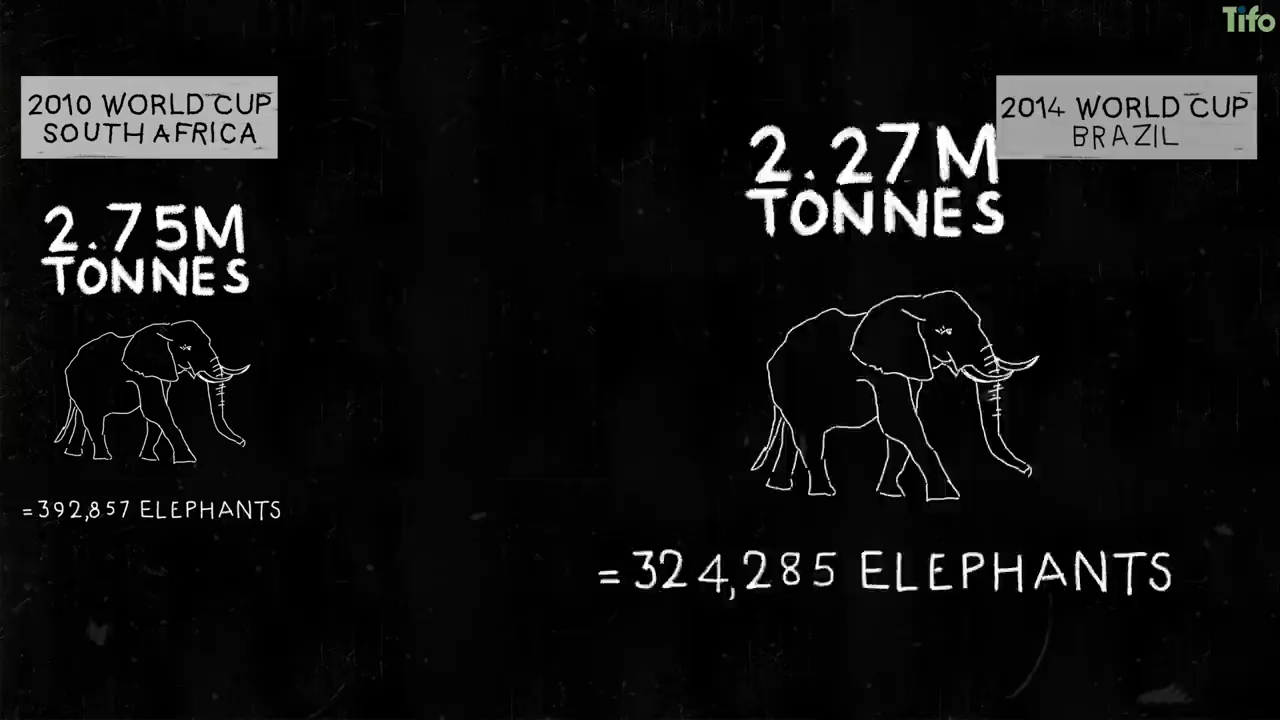 Tifo
2010 WORLD CUP
SOUTH AFRICA
2.75M
TONNES
=392,857 ELEPHANTS
2014 WORLD CUP
BRAZIL
2.27M
TONNES
=324,285 ELEPHANTS